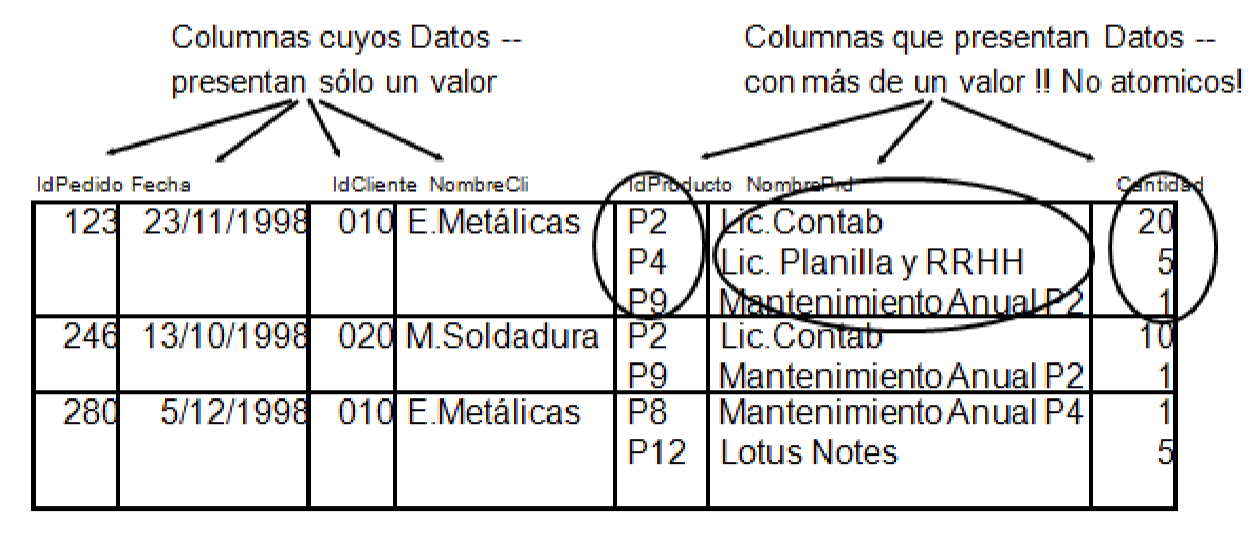 Columnas cuyos Datos --
presentan sólo un valor
Columnas que presentan Datos --
con más de un valor !! No atomicos!
IdPedido Fecha IdCliente NombreCli IdProducto NombrePrd Cantidad
123 23/11/1998 010 E.Metálicas P2 Lic.Contab 20
P4 Lic. Planilla y RRHH 5
P9 Mantenimiento Anual P2 1
246 13/10/1998 020 M.Soldadura P2 Lic.Contab 10
P9 Mantenimiento Anual P2 1
280 5/12/1998 010 E.Metálicas P8 Mantenimiento Anual P4 1
P12 Lotus Notes 5